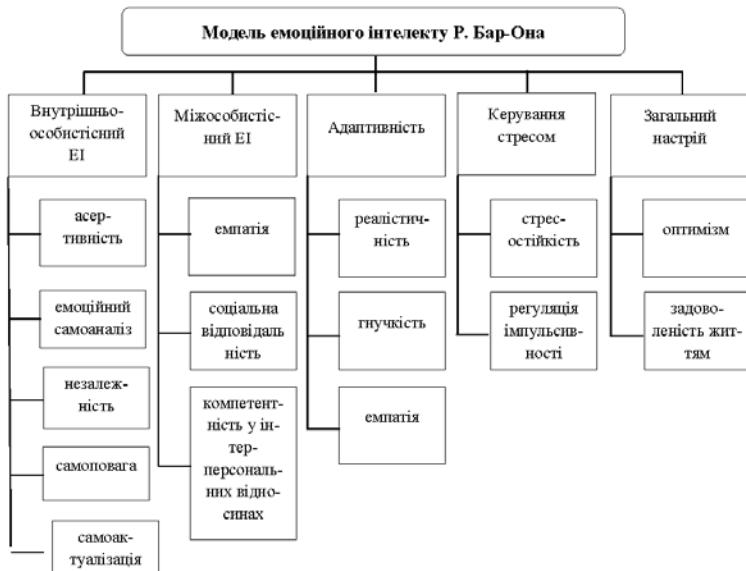 Модель емоційного інтелекту Р. Бар-Она
Внутрішньо-
особистісний
ЕІ
асер-
тивність
емоційний
самоаналіз
незалеж-
ність
самоповага
самоак-
туалізація
Міжособистіс-
ний ЕІ
емпатія
соціальна
відповідаль
ність
компетент-
ність у ін-
тер-
персональ-
них відно-
синах
Адаптивність
реалістич-
ність
гнучкість
емпатія
Керування
стресом
стрес-
остійкість
регуляція
імпульсив-
ності
Загальний
настрій
оптимізм
задово-
леність жит-
тям